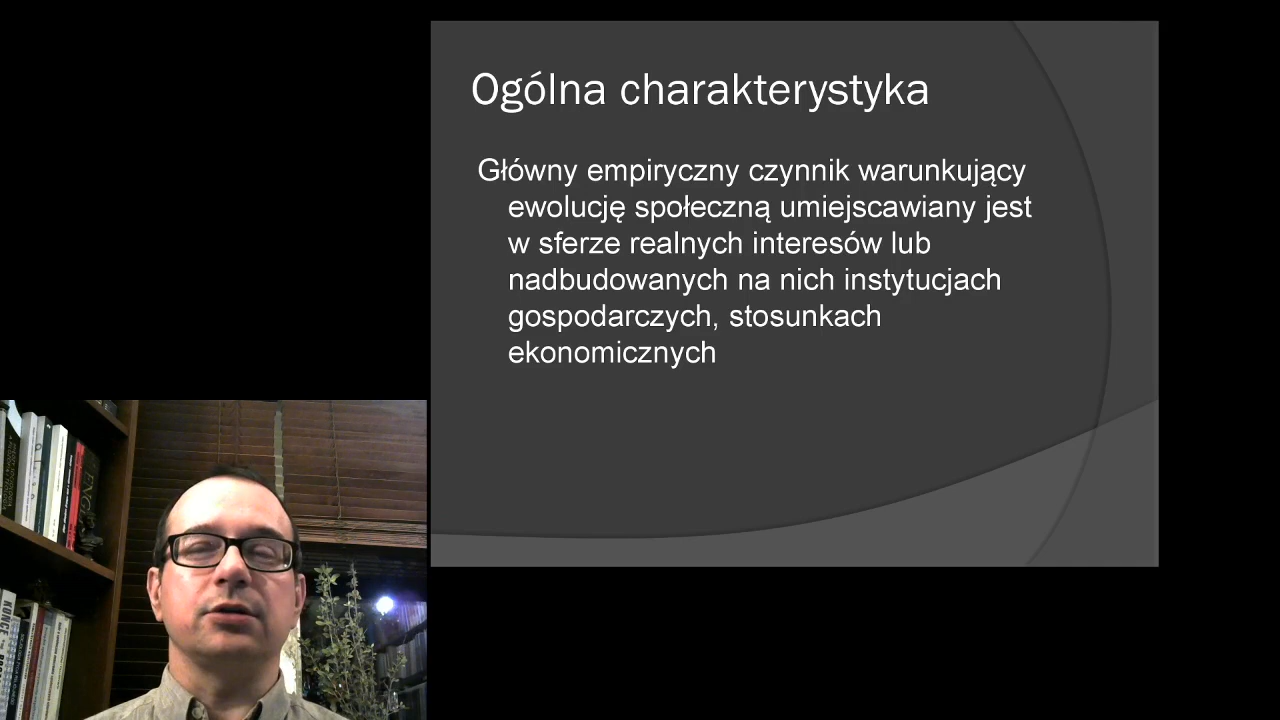 Ogólna charakterystyka
Główny empiryczny czynnik warunkujący
ewolucję społeczną umiejscawiany jest
w sferze realnych interesów lub
nadbudowanych na nich instytucjach
gospodarczych, stosunkach
ekonomicznych